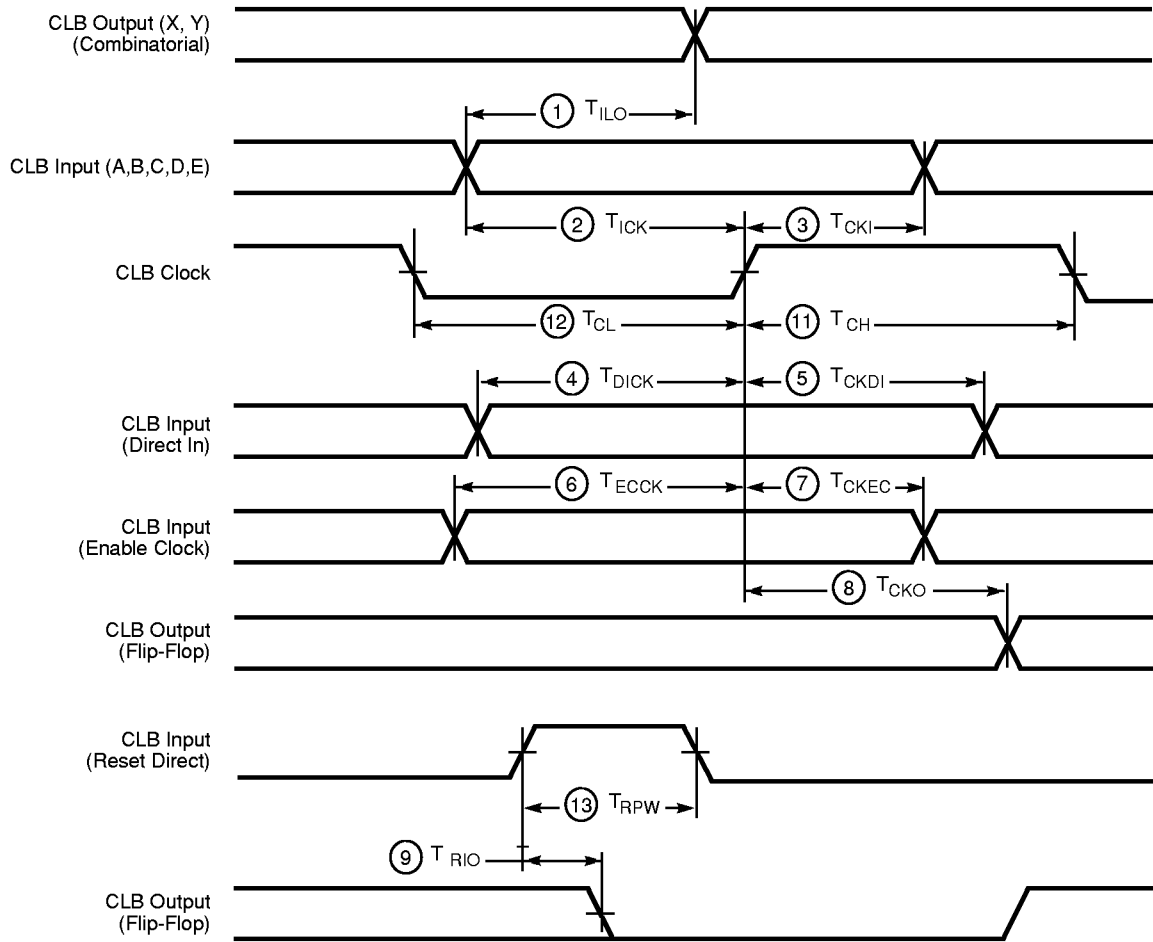 CLB Output (X, Y)
(Combinatorial)
1 TILO
CLB Input (A,B,C,D,E)
2 TICK
3 TCKI
CLB Clock
12 TCL
11 TCH
4 TDICK
5 TCKDI
CLB Input
(Direct In)
6 TECCK
7 TCKEC
CLB Input
(Enable Clock)
8 TCKO
CLB Output
(Flip-Flop)
CLB Input
(Reset Direct)
13 TRPW
9 T RIO
CLB Output
(Flip-Flop)